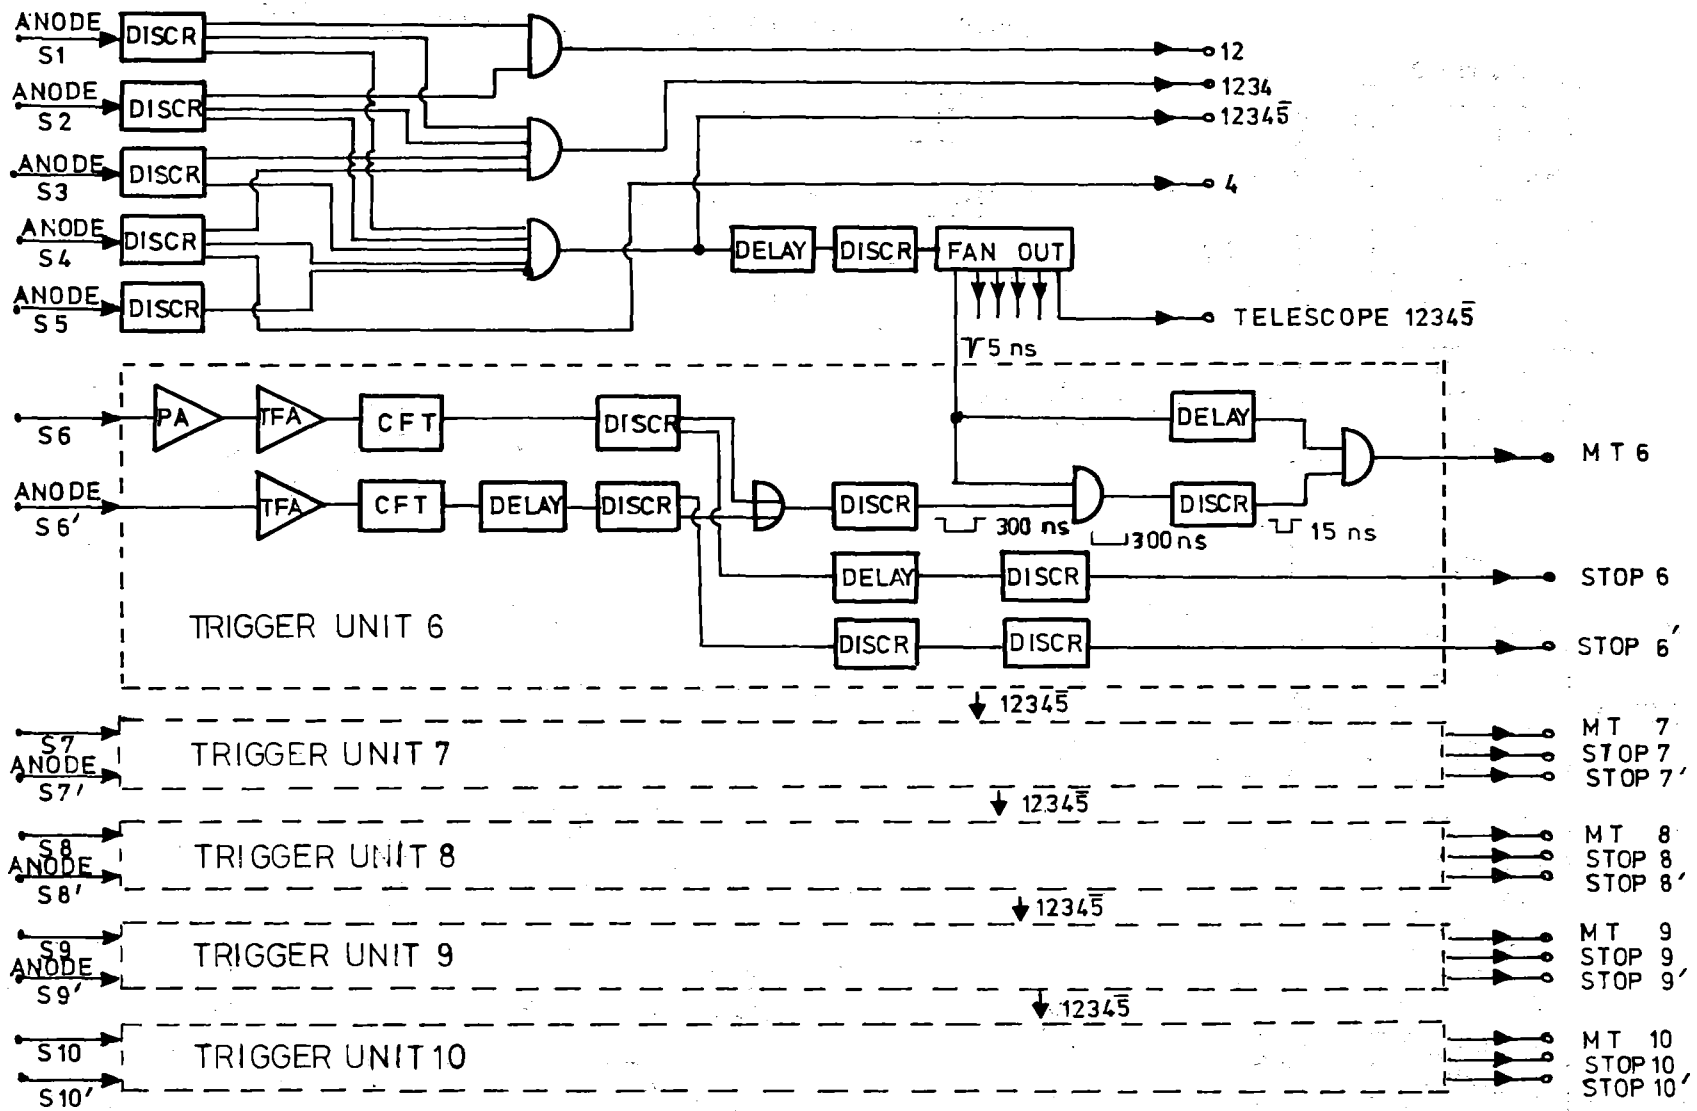 ANODE
S1
DISCR
12
ANODE
S2
DISCR
1234
12345̅
ANODE
S3
DISCR
4
ANODE
S4
DISCR
DELAY
DISCR
FAN OUT
ANODE
S5
DISCR
TELESCOPE 12345̅
5 ns
S6
PA
TFA
CFT
DISCR
DELAY
MT 6
ANODE
S6'
TFA
CFT
DELAY
DISCR
DISCR
300 ns
DISCR
300 ns
15 ns
DELAY
DISCR
STOP 6
TRIGGER UNIT 6
DISCR
DISCR
STOP 6'
12345̅
S7
ANODE
S7'
TRIGGER UNIT 7
MT 7
STOP 7
STOP 7'
12345̅
S8
ANODE
S8'
TRIGGER UNIT 8
MT 8
STOP 8
STOP 8'
12345̅
S9
ANODE
S9'
TRIGGER UNIT 9
MT 9
STOP 9
STOP 9'
12345̅
S10
S10'
TRIGGER UNIT 10
MT 10
STOP 10
STOP 10'